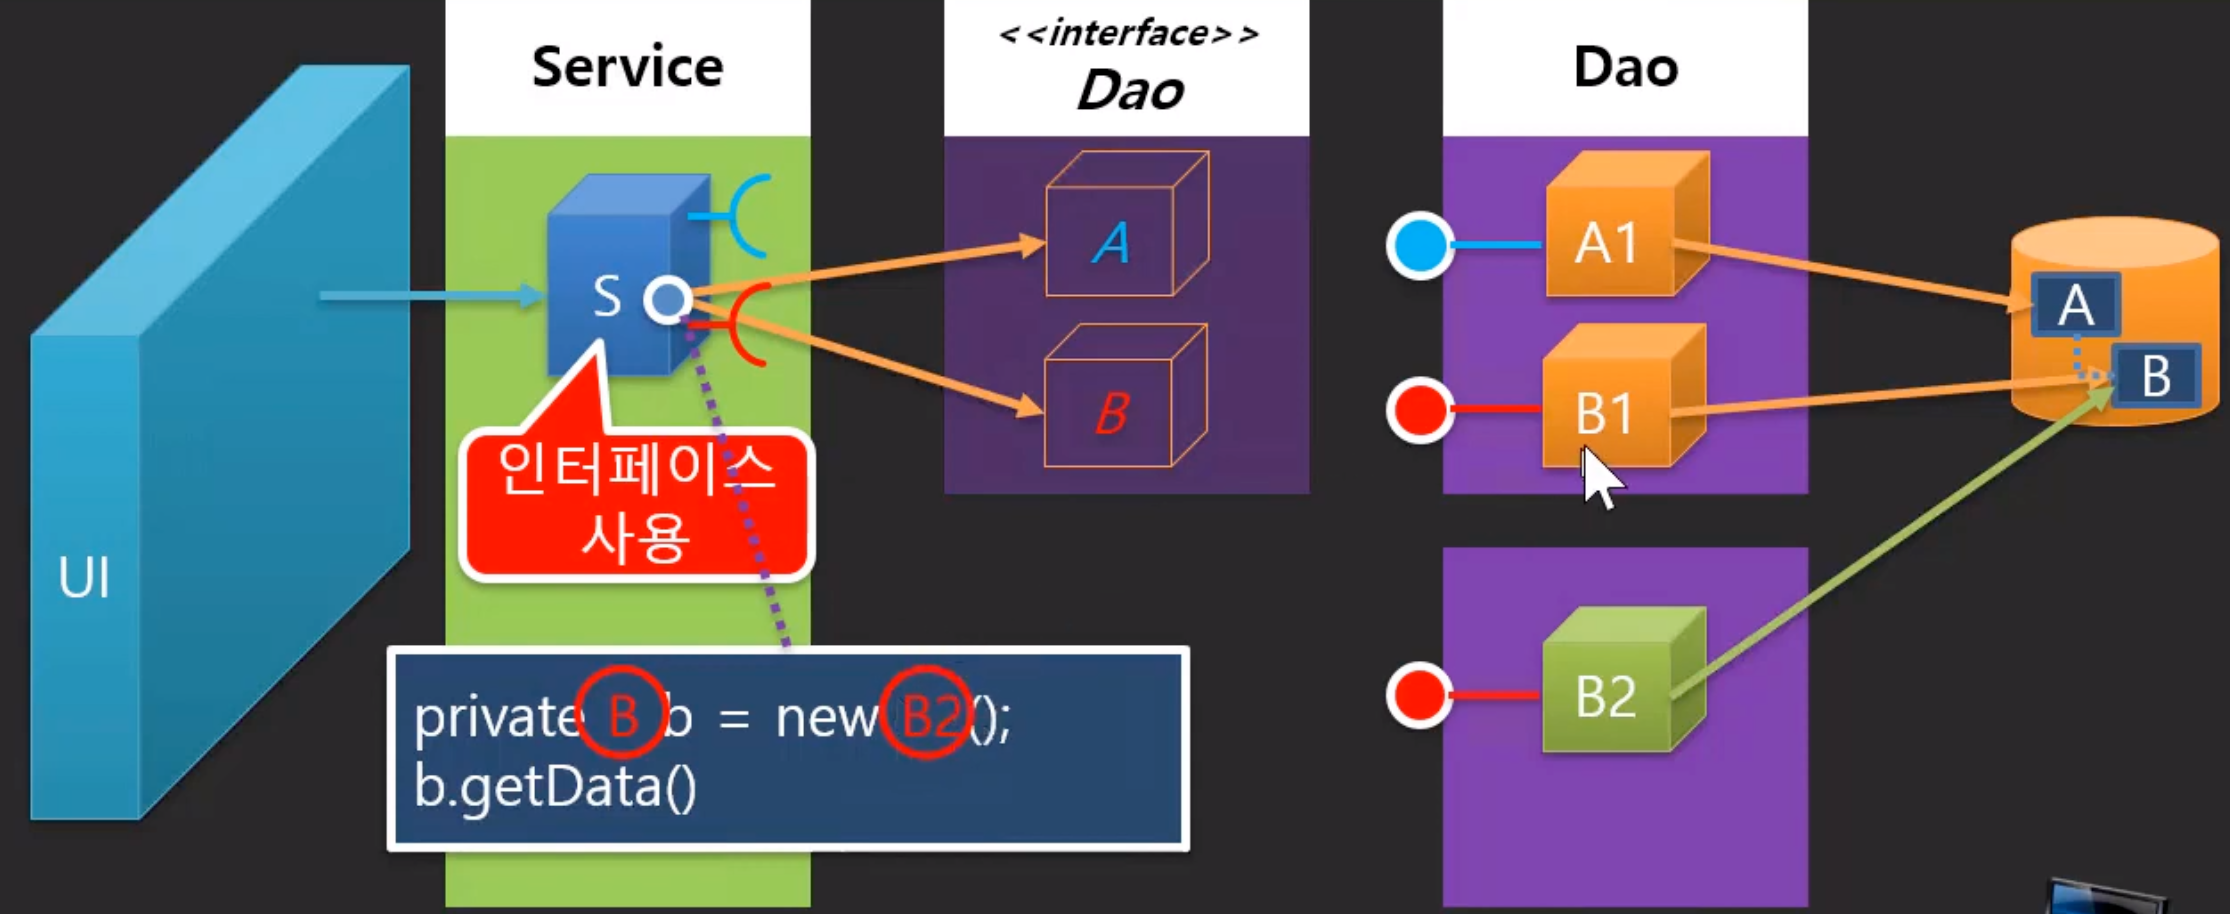 Service
<<interface>>
Dao
Dao
UI
S
A
B
A1
B1
B2
A
B
인터페이스
사용
private B b = new B2();
b.getData()